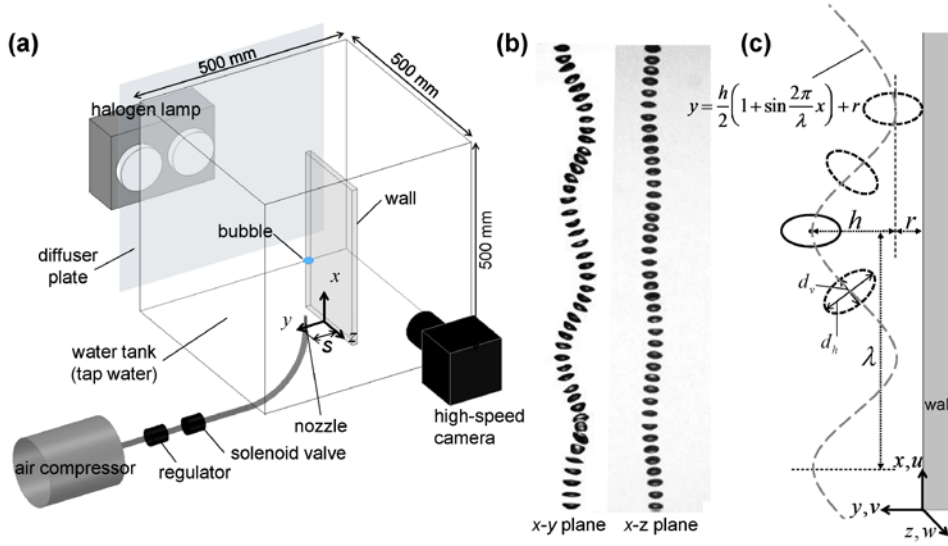 (a)
500 mm
500 mm
halogen lamp
wall
500 mm
bubble
diffuser
plate
x
y
z
S
water tank
(tap water)
nozzle
high-speed
camera
solenoid valve
regulator
air compressor
(b)
x-y plane
x-z plane
(c)
y = h/2 (1 + sin 2π/λ x) + r
h
r
d_v
d_h
λ
wal
x,u
y,v
z,w